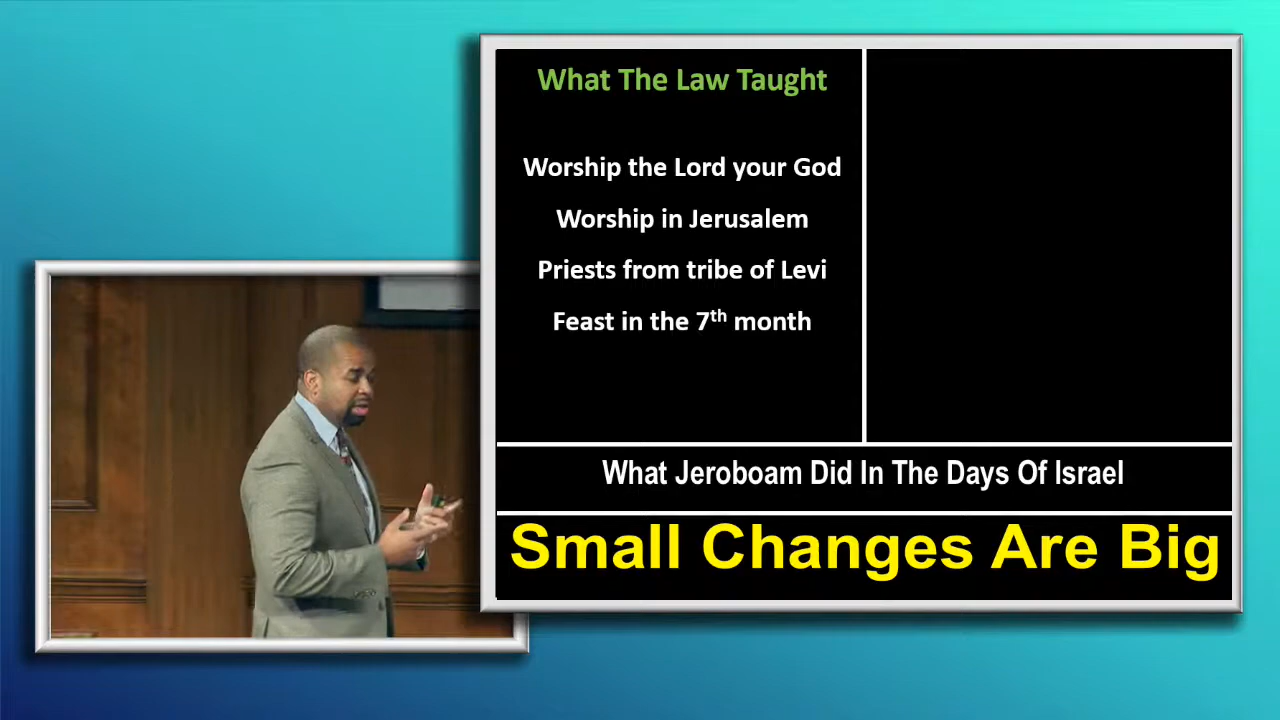 What The Law Taught
Worship the Lord your God
Worship in Jerusalem
Priests from tribe of Levi
Feast in the 7th month
What Jeroboam Did In The Days Of Israel
Small Changes Are Big